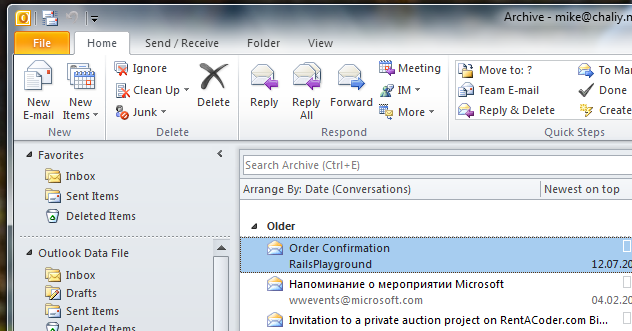 Archive - mike@chaliy.n
File Home Send / Receive Folder View
New E-mail
New Items
New
Ignore
Clean Up
Junk
Delete
Delete
Reply
Reply All
Forward
Meeting
IM
More
Respond
Move to: ?
Team E-mail
Reply & Delete
To Ma
Done
Create
Quick Steps
Favorites
Inbox
Sent Items
Deleted Items
Outlook Data File
Inbox
Drafts
Sent Items
Deleted Items
Search Archive (Ctrl+E)
Arrange By: Date (Conversations) Newest on top
Older
Order Confirmation
RailsPlayground 12.07.20
Напоминание о мероприятии Microsoft
wwevents@microsoft.com 04.02.20
Invitation to a private auction project on RentACoder.com Bi...